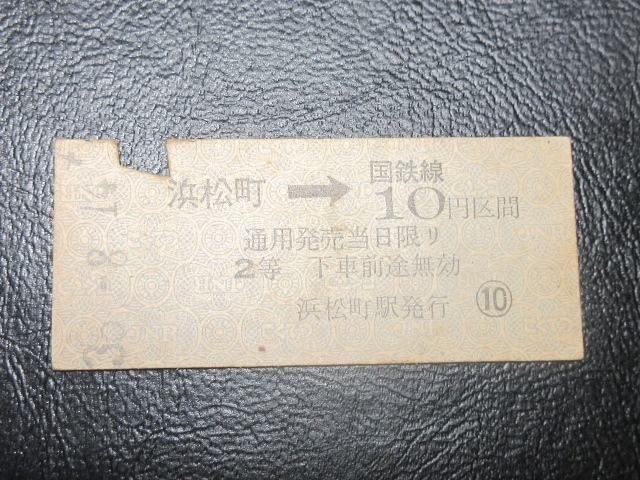 浜松町 → 国鉄線 10円区間
通用発売当日限り
2等 下車前途無効
浜松町駅発行 ⑩